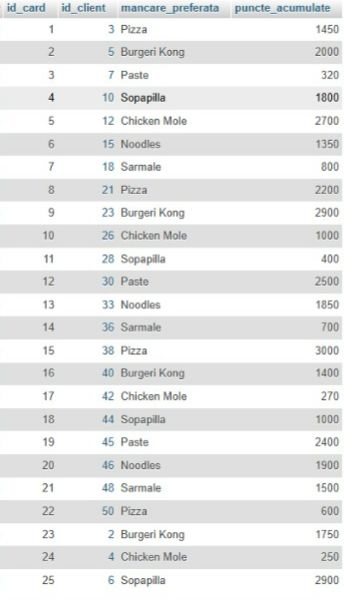 id_card id_client mancare_preferata puncte_acumulate
1 3 Pizza 1450
2 5 Burgeri Kong 2000
3 7 Paste 320
4 10 Sopapilla 1800
5 12 Chicken Mole 2700
6 15 Noodles 1350
7 18 Sarmale 800
8 21 Pizza 2200
9 23 Burgeri Kong 2900
10 26 Chicken Mole 1000
11 28 Sopapilla 400
12 30 Paste 2500
13 33 Noodles 1850
14 36 Sarmale 700
15 38 Pizza 3000
16 40 Burgeri Kong 1400
17 42 Chicken Mole 270
18 44 Sopapilla 1000
19 45 Paste 2400
20 46 Noodles 1900
21 48 Sarmale 1500
22 50 Pizza 600
23 2 Burgeri Kong 1750
24 4 Chicken Mole 250
25 6 Sopapilla 2900